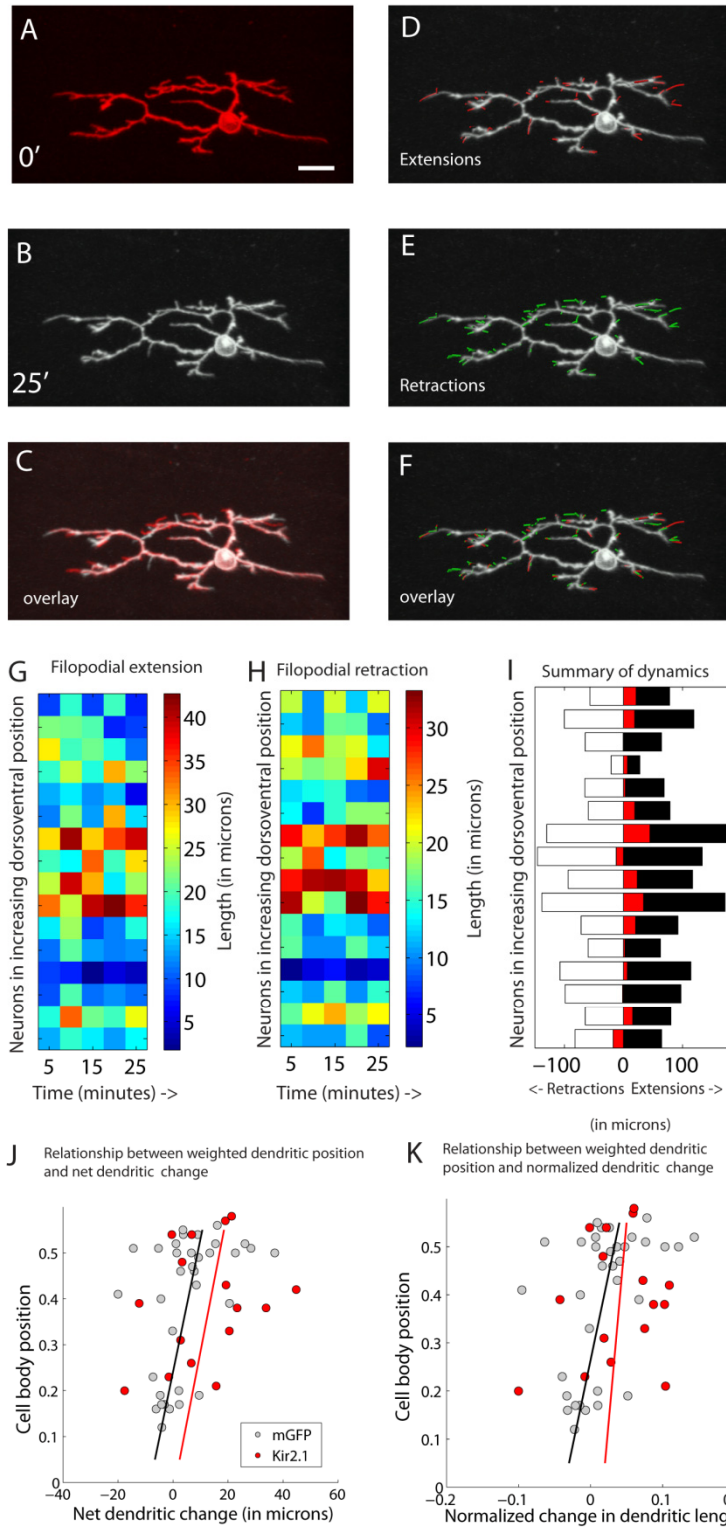 A
0'
D
Extensions
B
25'
E
Retractions
C
overlay
F
overlay
G
Filopodial extension
Neurons in increasing dorsoventral position
40
35
30
25
20
15
10
5
Length (in microns)
5 15 25
Time (minutes) ->
H
Filopodial retraction
30
25
20
15
10
5
Length (in microns)
5 15 25
Time (minutes) ->
I
Summary of dynamics
Neurons in increasing dorsoventral position
−100 0 100
<- Retractions Extensions ->
(in microns)
J
Relationship between weighted dendritic position
and net dendritic change
Cell body position
0.5
0.4
0.3
0.2
0.1
0
mGFP
Kir2.1
−40 −20 0 20 40 60
Net dendritic change (in microns)
K
Relationship between weighted dendritic
position and normalized dendritic change
Cell body position
0.5
0.4
0.3
0.2
0.1
−0.2 −0.1 0 0.1
Normalized change in dendritic leng